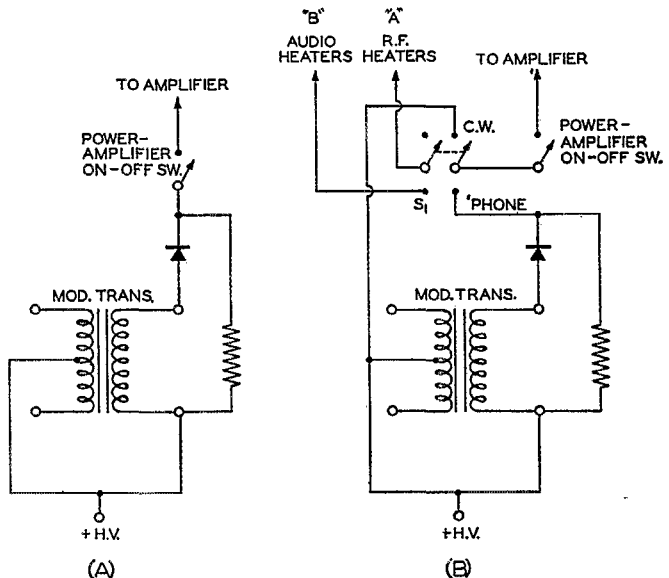 TO AMPLIFIER
POWER-
AMPLIFIER
ON-OFF SW.
MOD. TRANS.
+ H.V.
(A)
"B"
AUDIO
HEATERS
"A"
R.F.
HEATERS
TO AMPLIFIER
C.W.
POWER-
AMPLIFIER
ON-OFF SW.
S1
'PHONE
MOD. TRANS.
+ H.V.
(B)